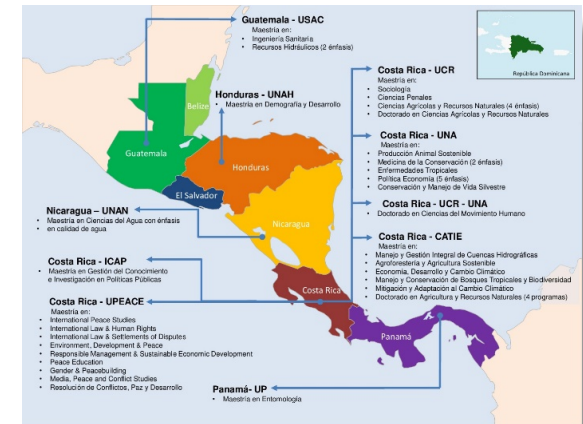 Guatemala - USAC
Maestría en:
• Ingeniería Sanitaria
• Recursos Hidráulicos (2 énfasis)
República Dominicana
Costa Rica - UCR
Maestría en:
• Sociología
• Ciencias Penales
• Ciencias Agrícolas y Recursos Naturales (4 énfasis)
• Doctorado en Ciencias Agrícolas y Recursos Naturales
Honduras - UNAH
• Maestría en Demografía y Desarrollo
Belize
Guatemala
Honduras
El Salvador
Nicaragua
Costa Rica
Panamá
Costa Rica - UNA
Maestría en:
• Producción Animal Sostenible
• Medicina de la Conservación (2 énfasis)
• Enfermedades Tropicales
• Política Economía (5 énfasis)
• Conservación y Manejo de Vida Silvestre
Costa Rica - UCR - UNA
• Doctorado en Ciencias del Movimiento Humano
Nicaragua – UNAN
• Maestría en Ciencias del Agua con énfasis
• en calidad de agua
Costa Rica - CATIE
Maestría en:
• Manejo y Gestión Integral de Cuencas Hidrográficas
• Agroforestería y Agricultura Sostenible
• Economía, Desarrollo y Cambio Climático
• Manejo y Conservación de Bosques Tropicales y Biodiversidad
• Mitigación y Adaptación al Cambio Climático
• Doctorado en Agricultura y Recursos Naturales (4 programas)
Costa Rica - ICAP
• Maestría en Gestión del Conocimiento
e Investigación en Políticas Públicas
Costa Rica - UPEACE
Maestría en:
• International Peace Studies
• International Law & Human Rights
• International Law & Settlements of Disputes
• Environment, Development & Peace
• Responsible Management & Sustainable Economic Development
• Peace Education
• Gender & Peacebuilding
• Media, Peace and Conflict Studies
• Resolución de Conflictos, Paz y Desarrollo
Panamá- UP
• Maestría en Entomología